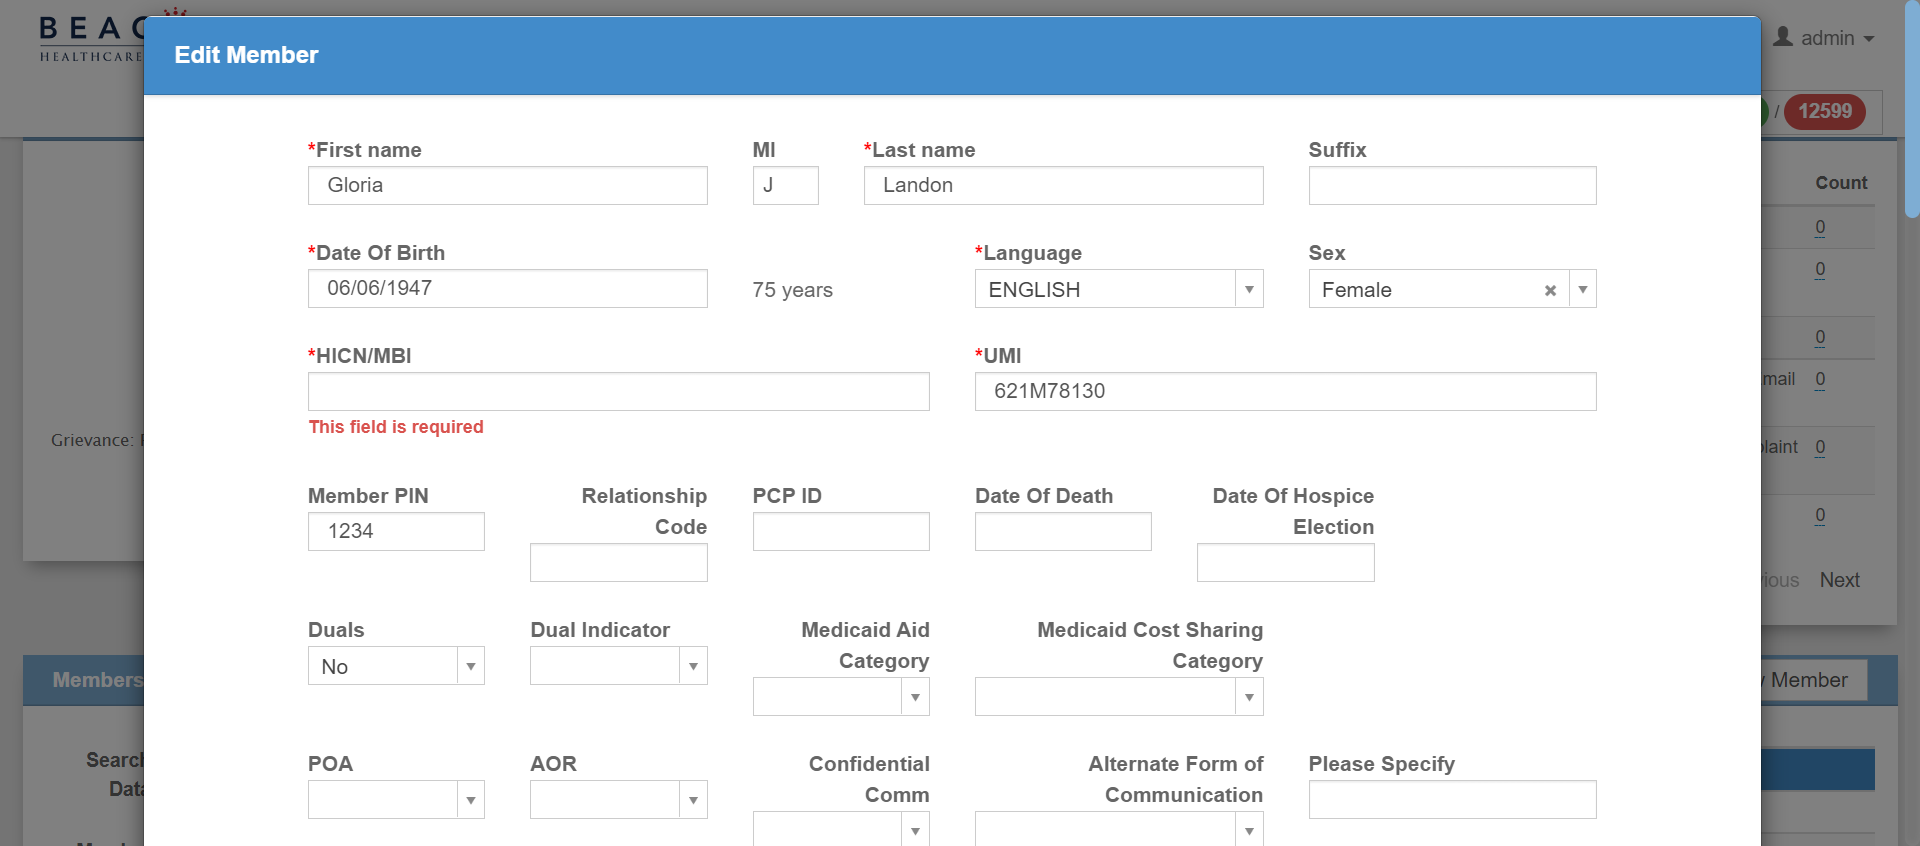 BEAC
HEALTHCARE
admin
Edit Member
/ 12599
*First name
MI
*Last name
Suffix
Gloria
J
Landon
Count
0
*Date Of Birth
*Language
Sex
06/06/1947
75 years
ENGLISH
Female
0
0
*HICN/MBI
*UMI
621M78130
mail 0
This field is required
Grievance:
laint 0
Member PIN
Relationship
Code
PCP ID
Date Of Death
Date Of Hospice
Election
1234
0
ious Next
Duals
Dual Indicator
Medicaid Aid
Category
Medicaid Cost Sharing
Category
No
Members
Member
POA
AOR
Confidential
Comm
Alternate Form of
Communication
Please Specify
Search
Data